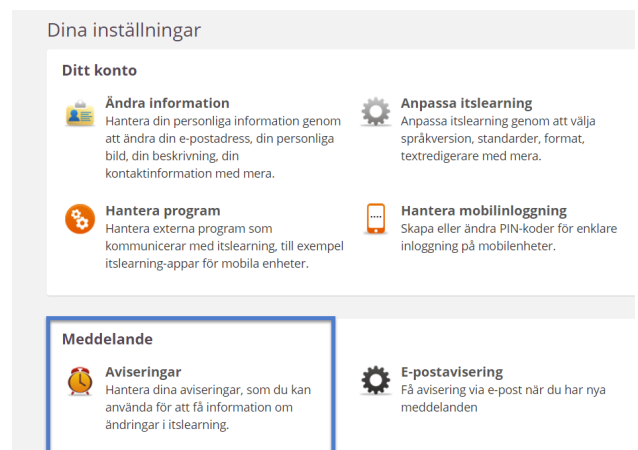 Dina inställningar
Ditt konto
Ändra information
Hantera din personliga information genom
att ändra din e-postadress, din personliga
bild, din beskrivning, din
kontaktinformation med mera.
Anpassa itslearning
Anpassa itslearning genom att välja
språkversion, standarder, format,
textredigerare med mera.
Hantera program
Hantera externa program som
kommunicerar med itslearning, till exempel
itslearning-appar för mobila enheter.
Hantera mobilinloggning
Skapa eller ändra PIN-koder för enklare
inloggning på mobilenheter.
Meddelande
Aviseringar
Hantera dina aviseringar, som du kan
använda för att få information om
ändringar i itslearning.
E-postavisering
Få avisering via e-post när du har nya
meddelanden